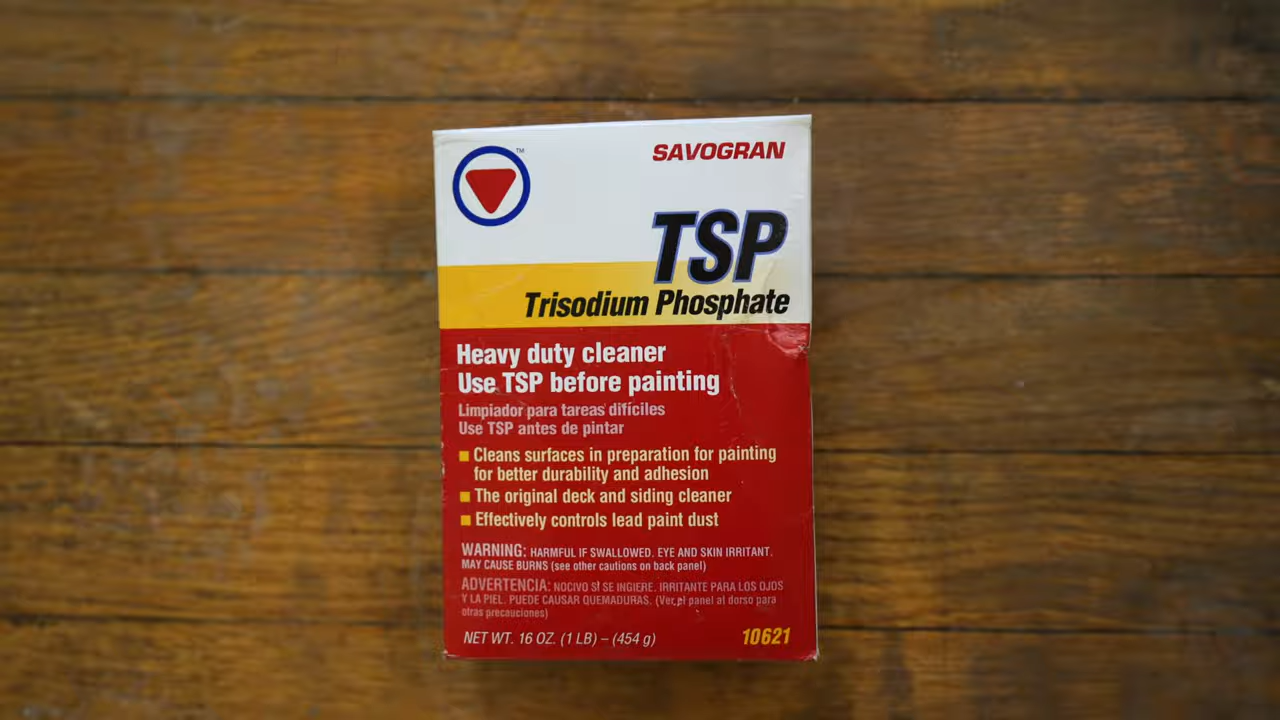 TM
SAVOGRAN
TSP
Trisodium Phosphate
Heavy duty cleaner
Use TSP before painting
Limpiador para tareas difíciles
Use TSP antes de pintar
Cleans surfaces in preparation for painting
for better durability and adhesion
The original deck and siding cleaner
Effectively controls lead paint dust
WARNING: HARMFUL IF SWALLOWED. EYE AND SKIN IRRITANT.
MAY CAUSE BURNS (see other cautions on back panel)
ADVERTENCIA: NOCIVO SI SE INGIERE. IRRITANTE PARA LOS OJOS
Y LA PIEL. PUEDE CAUSAR QUEMADURAS. (Ver el panel al dorso para
otras precauciones)
NET WT. 16 OZ. (1 LB) – (454 g)
10621